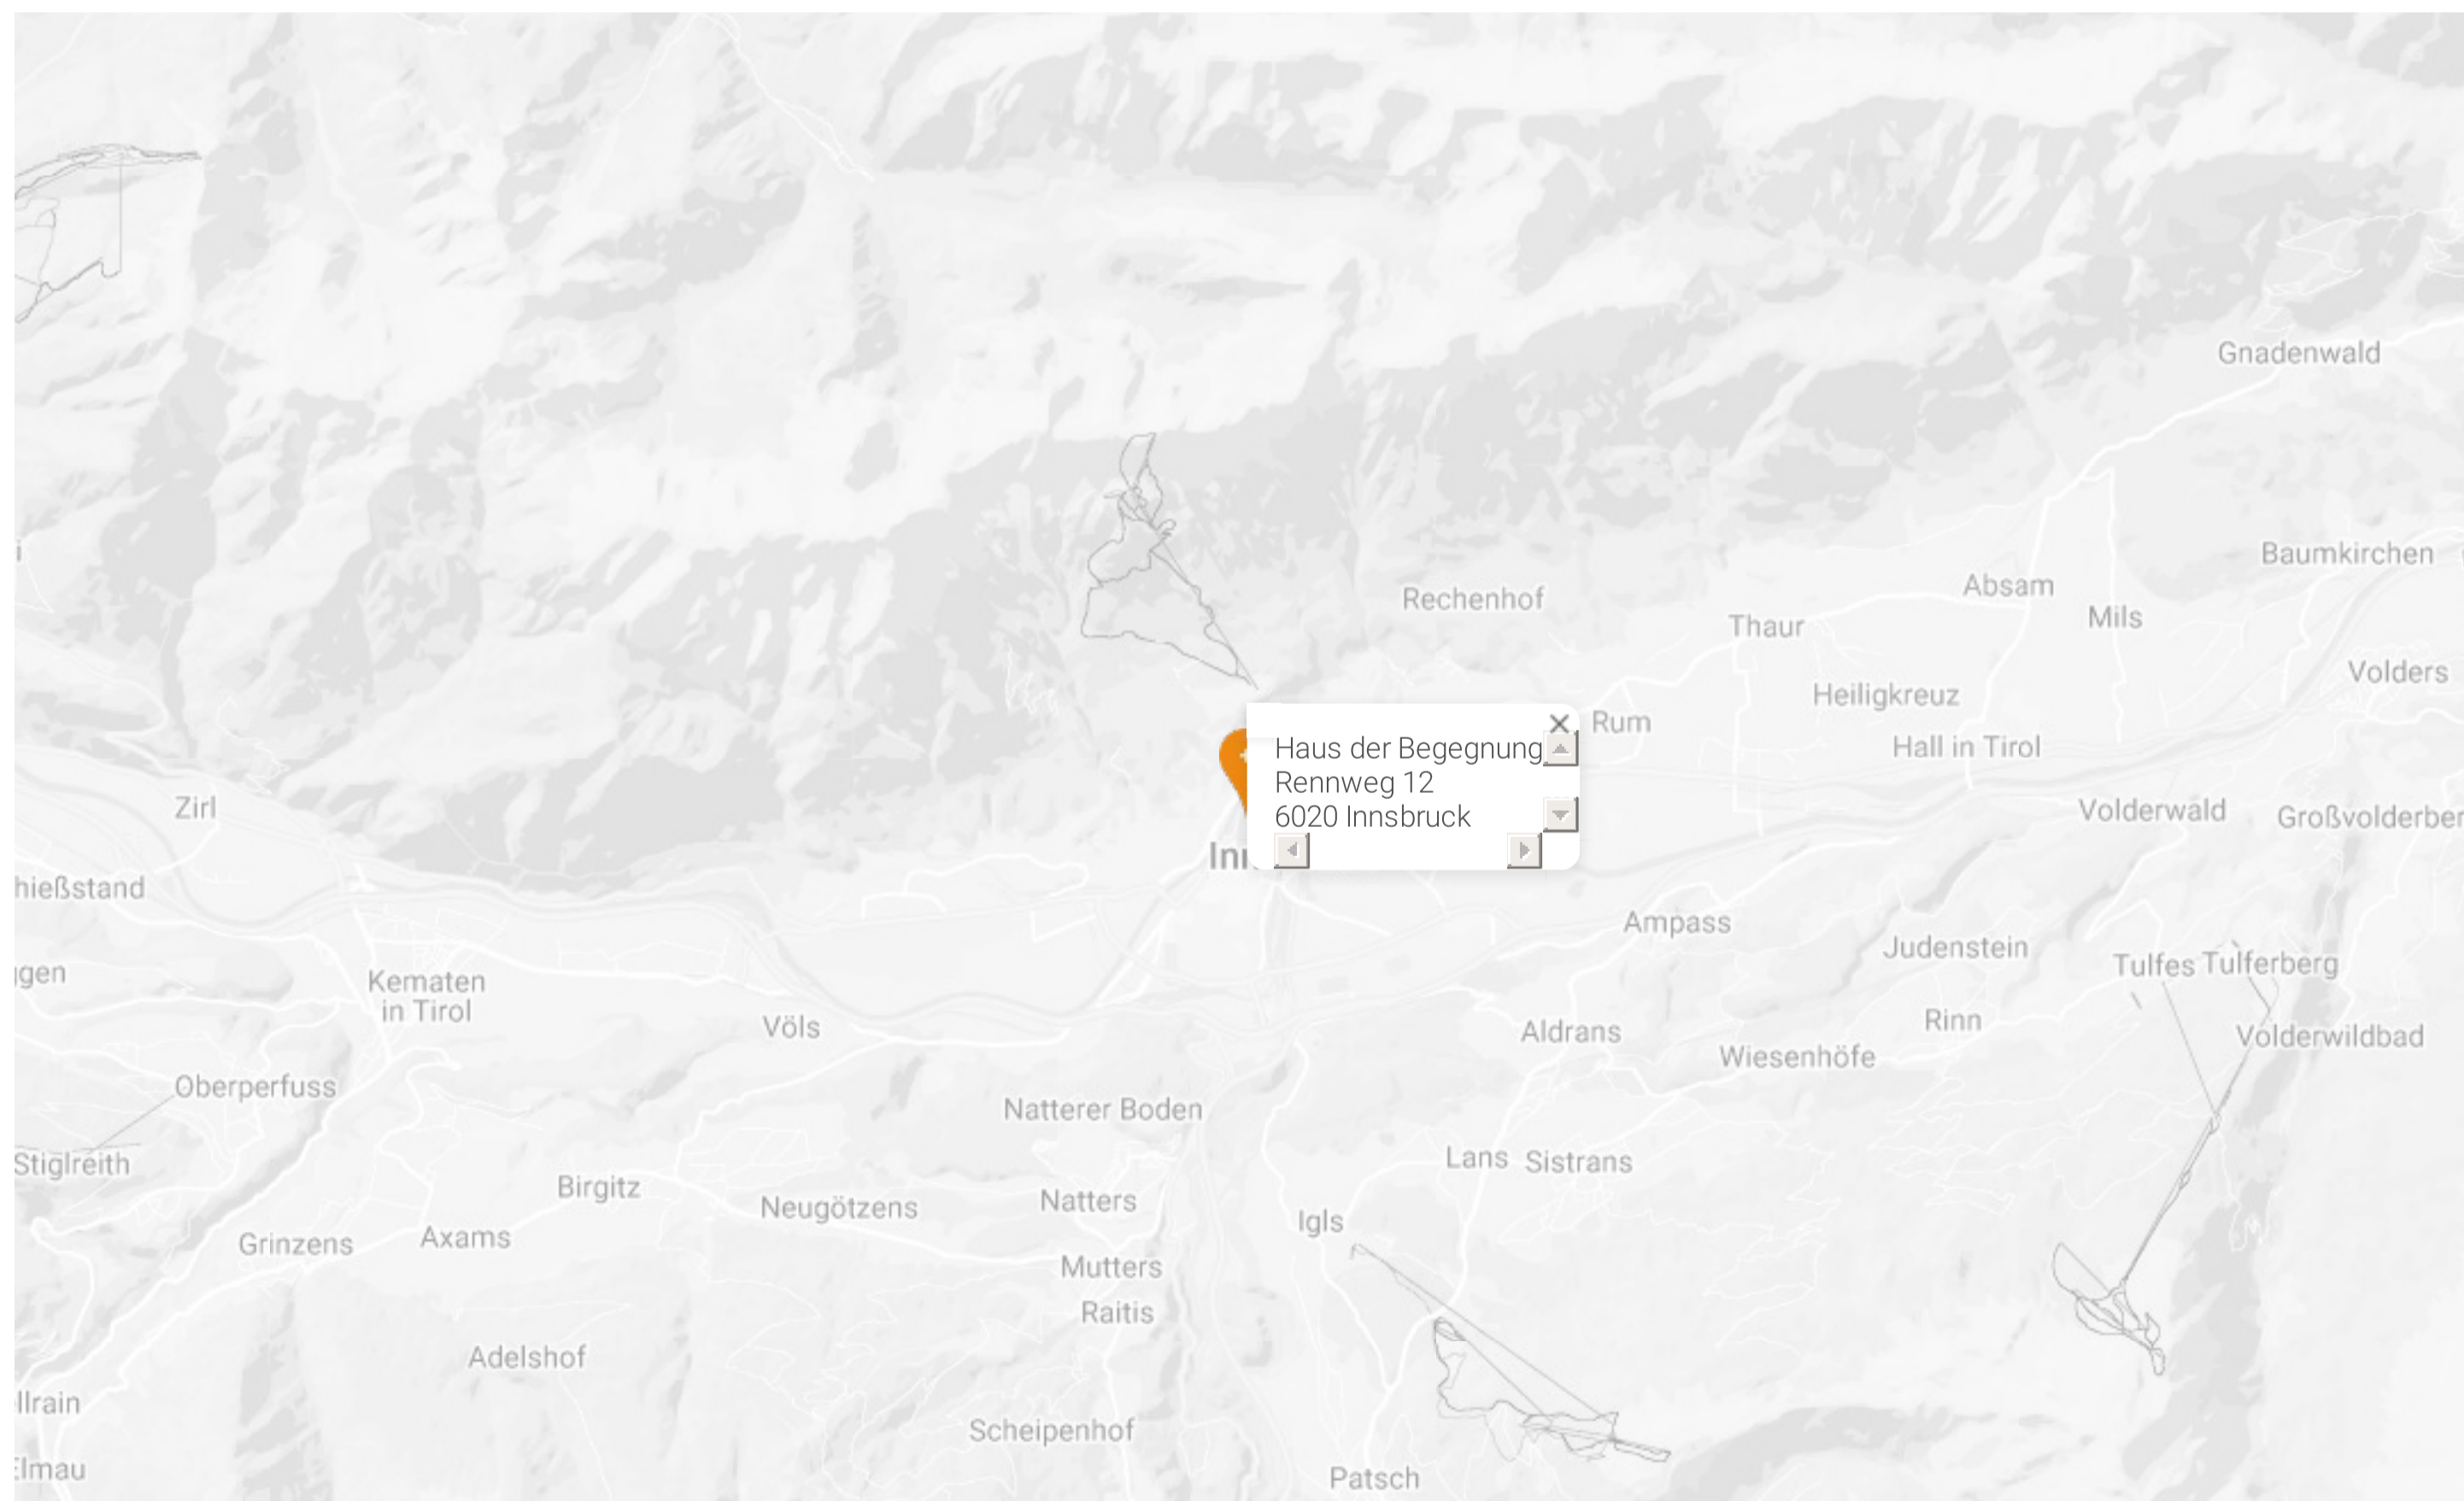 Gnadenwald
Baumkirchen
Absam
Rechenhof
Mils
Thaur
Volders
Heiligkreuz
Rum
Hall in Tirol
Haus der Begegnung
Rennweg 12
6020 Innsbruck
Zirl
Volderwald
Großvolderber
Inn
hießstand
Ampass
Judenstein
Tulfes
Tulferberg
gen
Kematen
in Tirol
Rinn
Völs
Aldrans
Volderwildbad
Wiesenhöfe
Oberperfuss
Natterer Boden
Stiglreith
Lans
Sistrans
Birgitz
Natters
Neugötzens
Igls
Axams
Grinzens
Mutters
Raitis
Adelshof
llrain
Scheipenhof
Elmau
Patsch